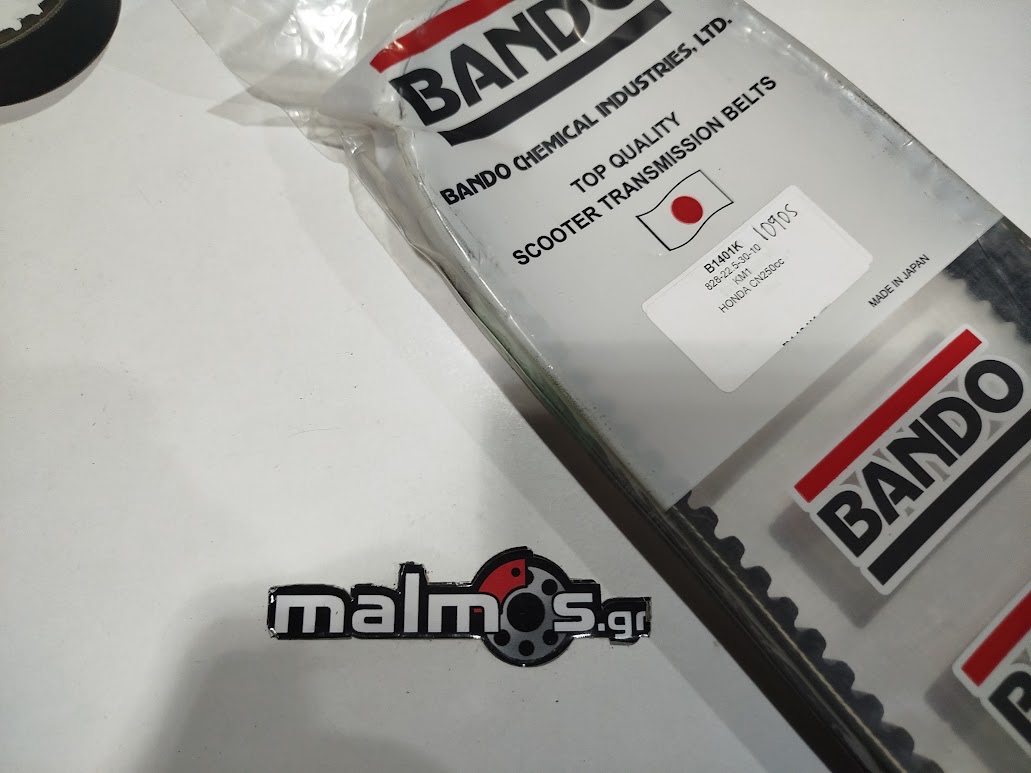 BANDO
BANDO CHEMICAL INDUSTRIES, LTD.
TOP QUALITY
SCOOTER TRANSMISSION BELTS
B1401K
10905
828-22.5-30-10
KM1
HONDA CN250cc
MADE IN JAPAN
BANDO
malmos.gr